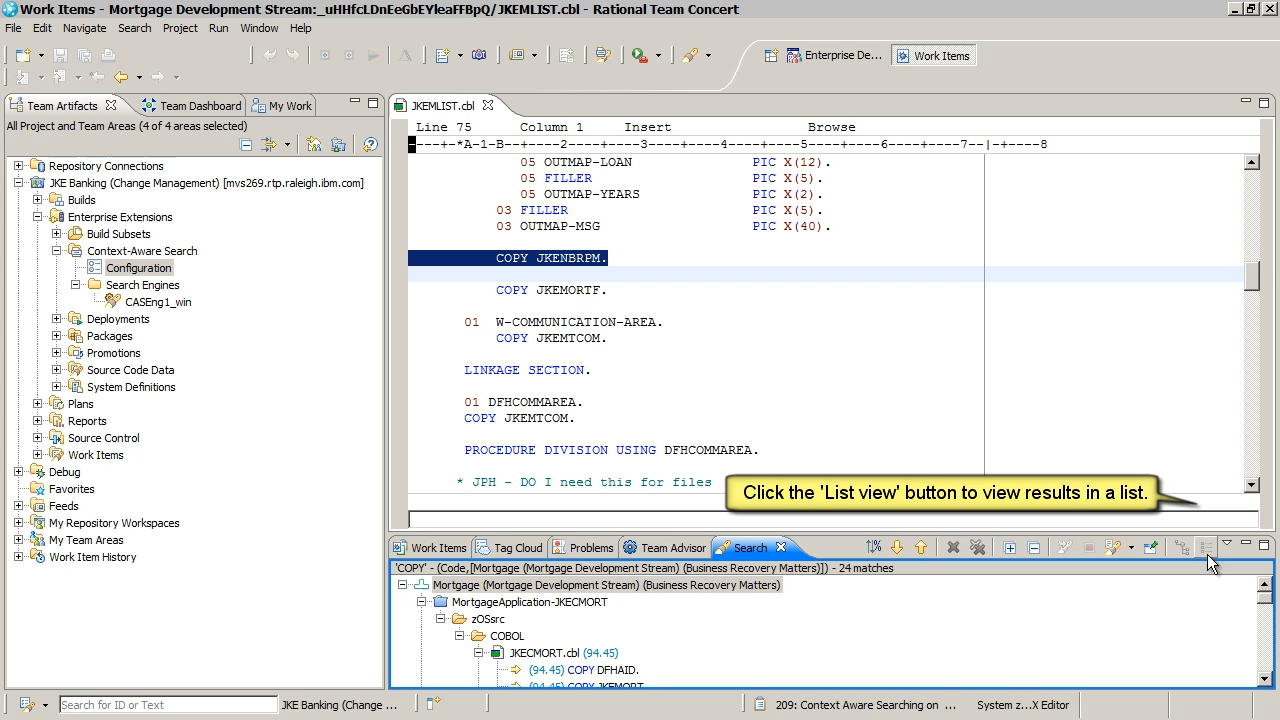 Work Items - Mortgage Development Stream:_uHHfcLDnEeGbEYleaFFBpQ/JKEMLIST.cbl - Rational Team Concert
File Edit Navigate Search Project Run Window Help
Enterprise De... Work Items
Team Artifacts Team Dashboard My Work
All Project and Team Areas (4 of 4 areas selected)
Repository Connections
JKE Banking (Change Management) [mvs269.rtp.raleigh.ibm.com]
Builds
Enterprise Extensions
Build Subsets
Context-Aware Search
Configuration
Search Engines
CASEng1_win
Deployments
Packages
Promotions
Source Code Data
System Definitions
Plans
Reports
Source Control
Work Items
Debug
Favorites
Feeds
My Repository Workspaces
My Team Areas
Work Item History
JKEMLIST.cbl
Line 75 Column 1 Insert Browse
----+-*A-1-B--+----2----+----3----+----4----+----5----+----6----+----7--|-+----8
05 OUTMAP-LOAN PIC X(12).
05 FILLER PIC X(5).
05 OUTMAP-YEARS PIC X(2).
03 FILLER PIC X(5).
03 OUTMAP-MSG PIC X(40).
COPY JKENBRPM.
COPY JKEMORTF.
01 W-COMMUNICATION-AREA.
COPY JKEMTCOM.
LINKAGE SECTION.
01 DFHCOMMAREA.
COPY JKEMTCOM.
PROCEDURE DIVISION USING DFHCOMMAREA.
* JPH - DO I need this for files
Click the 'List view' button to view results in a list.
Work Items Tag Cloud Problems Team Advisor Search
'COPY' - (Code,[Mortgage (Mortgage Development Stream) (Business Recovery Matters)]) - 24 matches
Mortgage (Mortgage Development Stream) (Business Recovery Matters)
MortgageApplication-JKECMORT
zOSsrc
COBOL
JKECMORT.cbl (94.45)
(94.45) COPY DFHAID.
(94.45) COPY JKEMORT.
Search for ID or Text JKE Banking (Change ... 209: Context Aware Searching on ... System z...X Editor